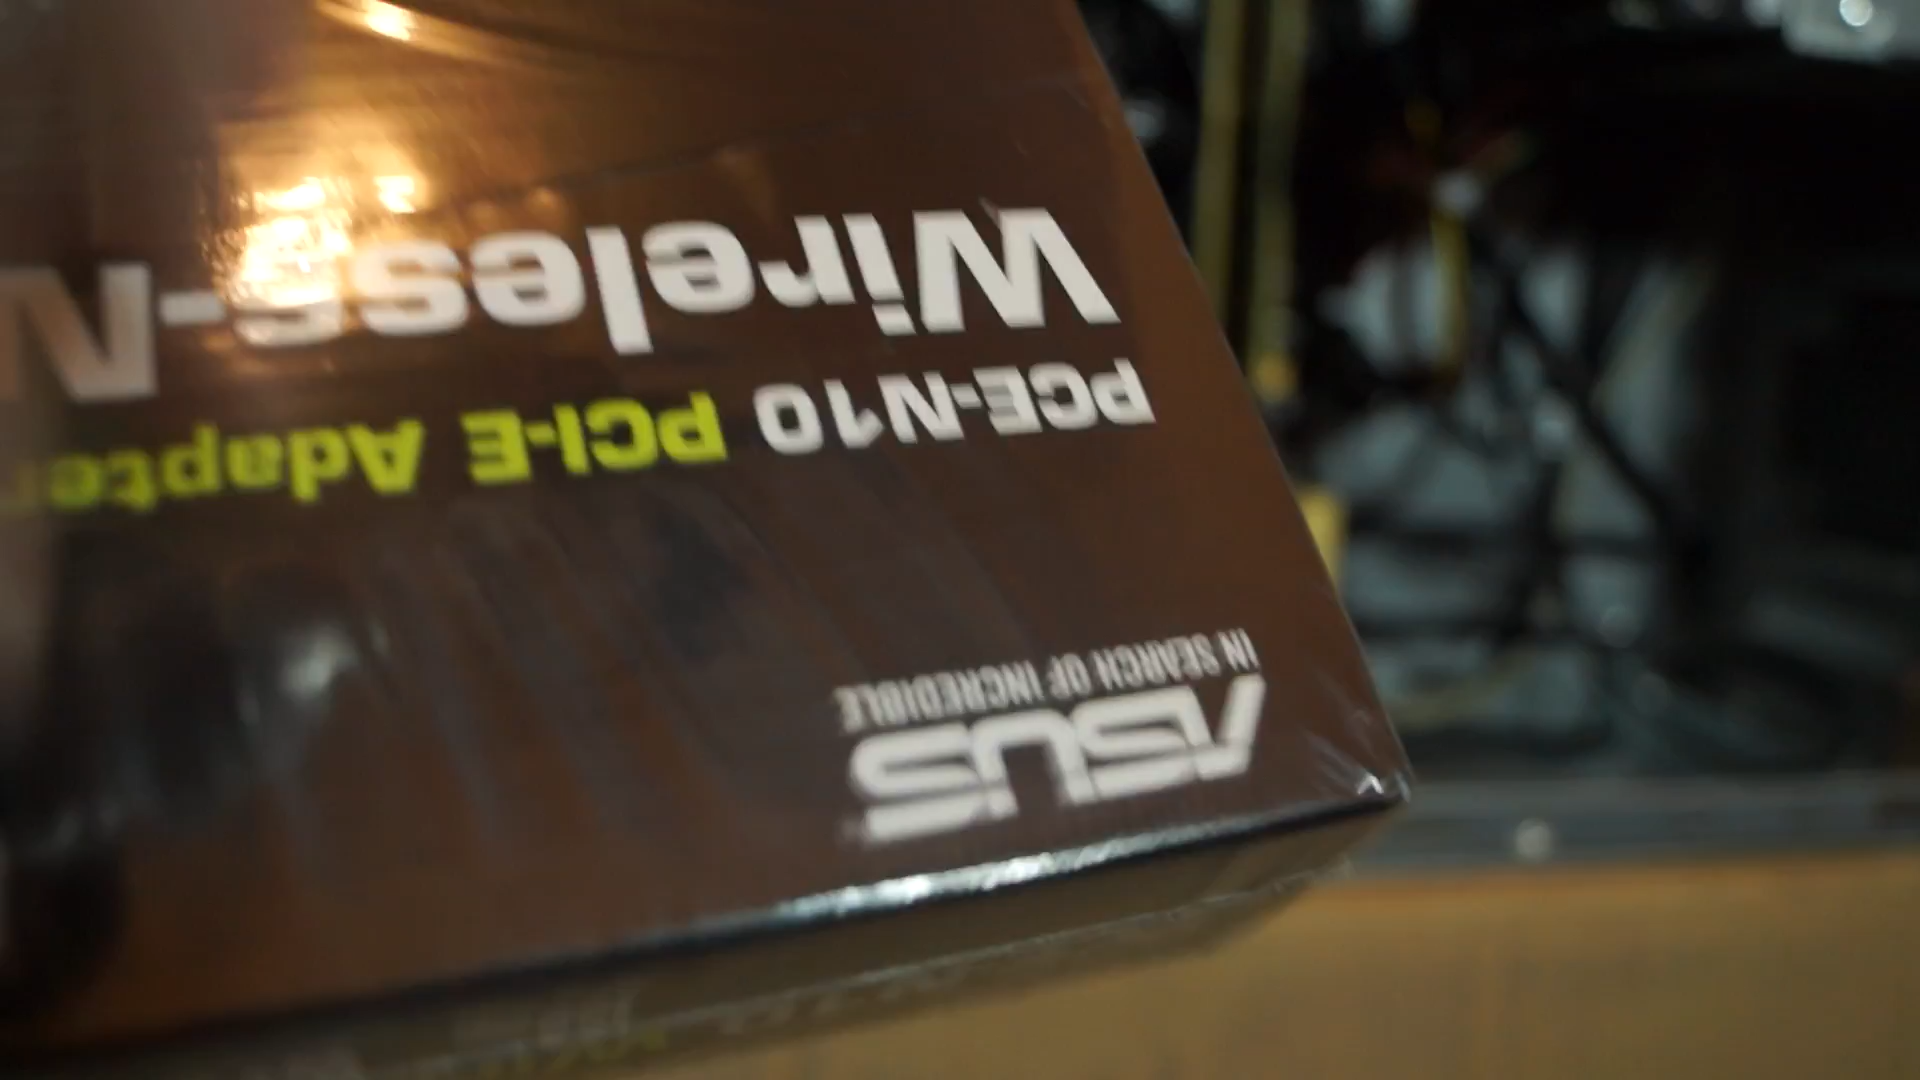 ASUS
IN SEARCH OF INCREDIBLE
PCE-N10 PCI-E Adapter
Wireless-N